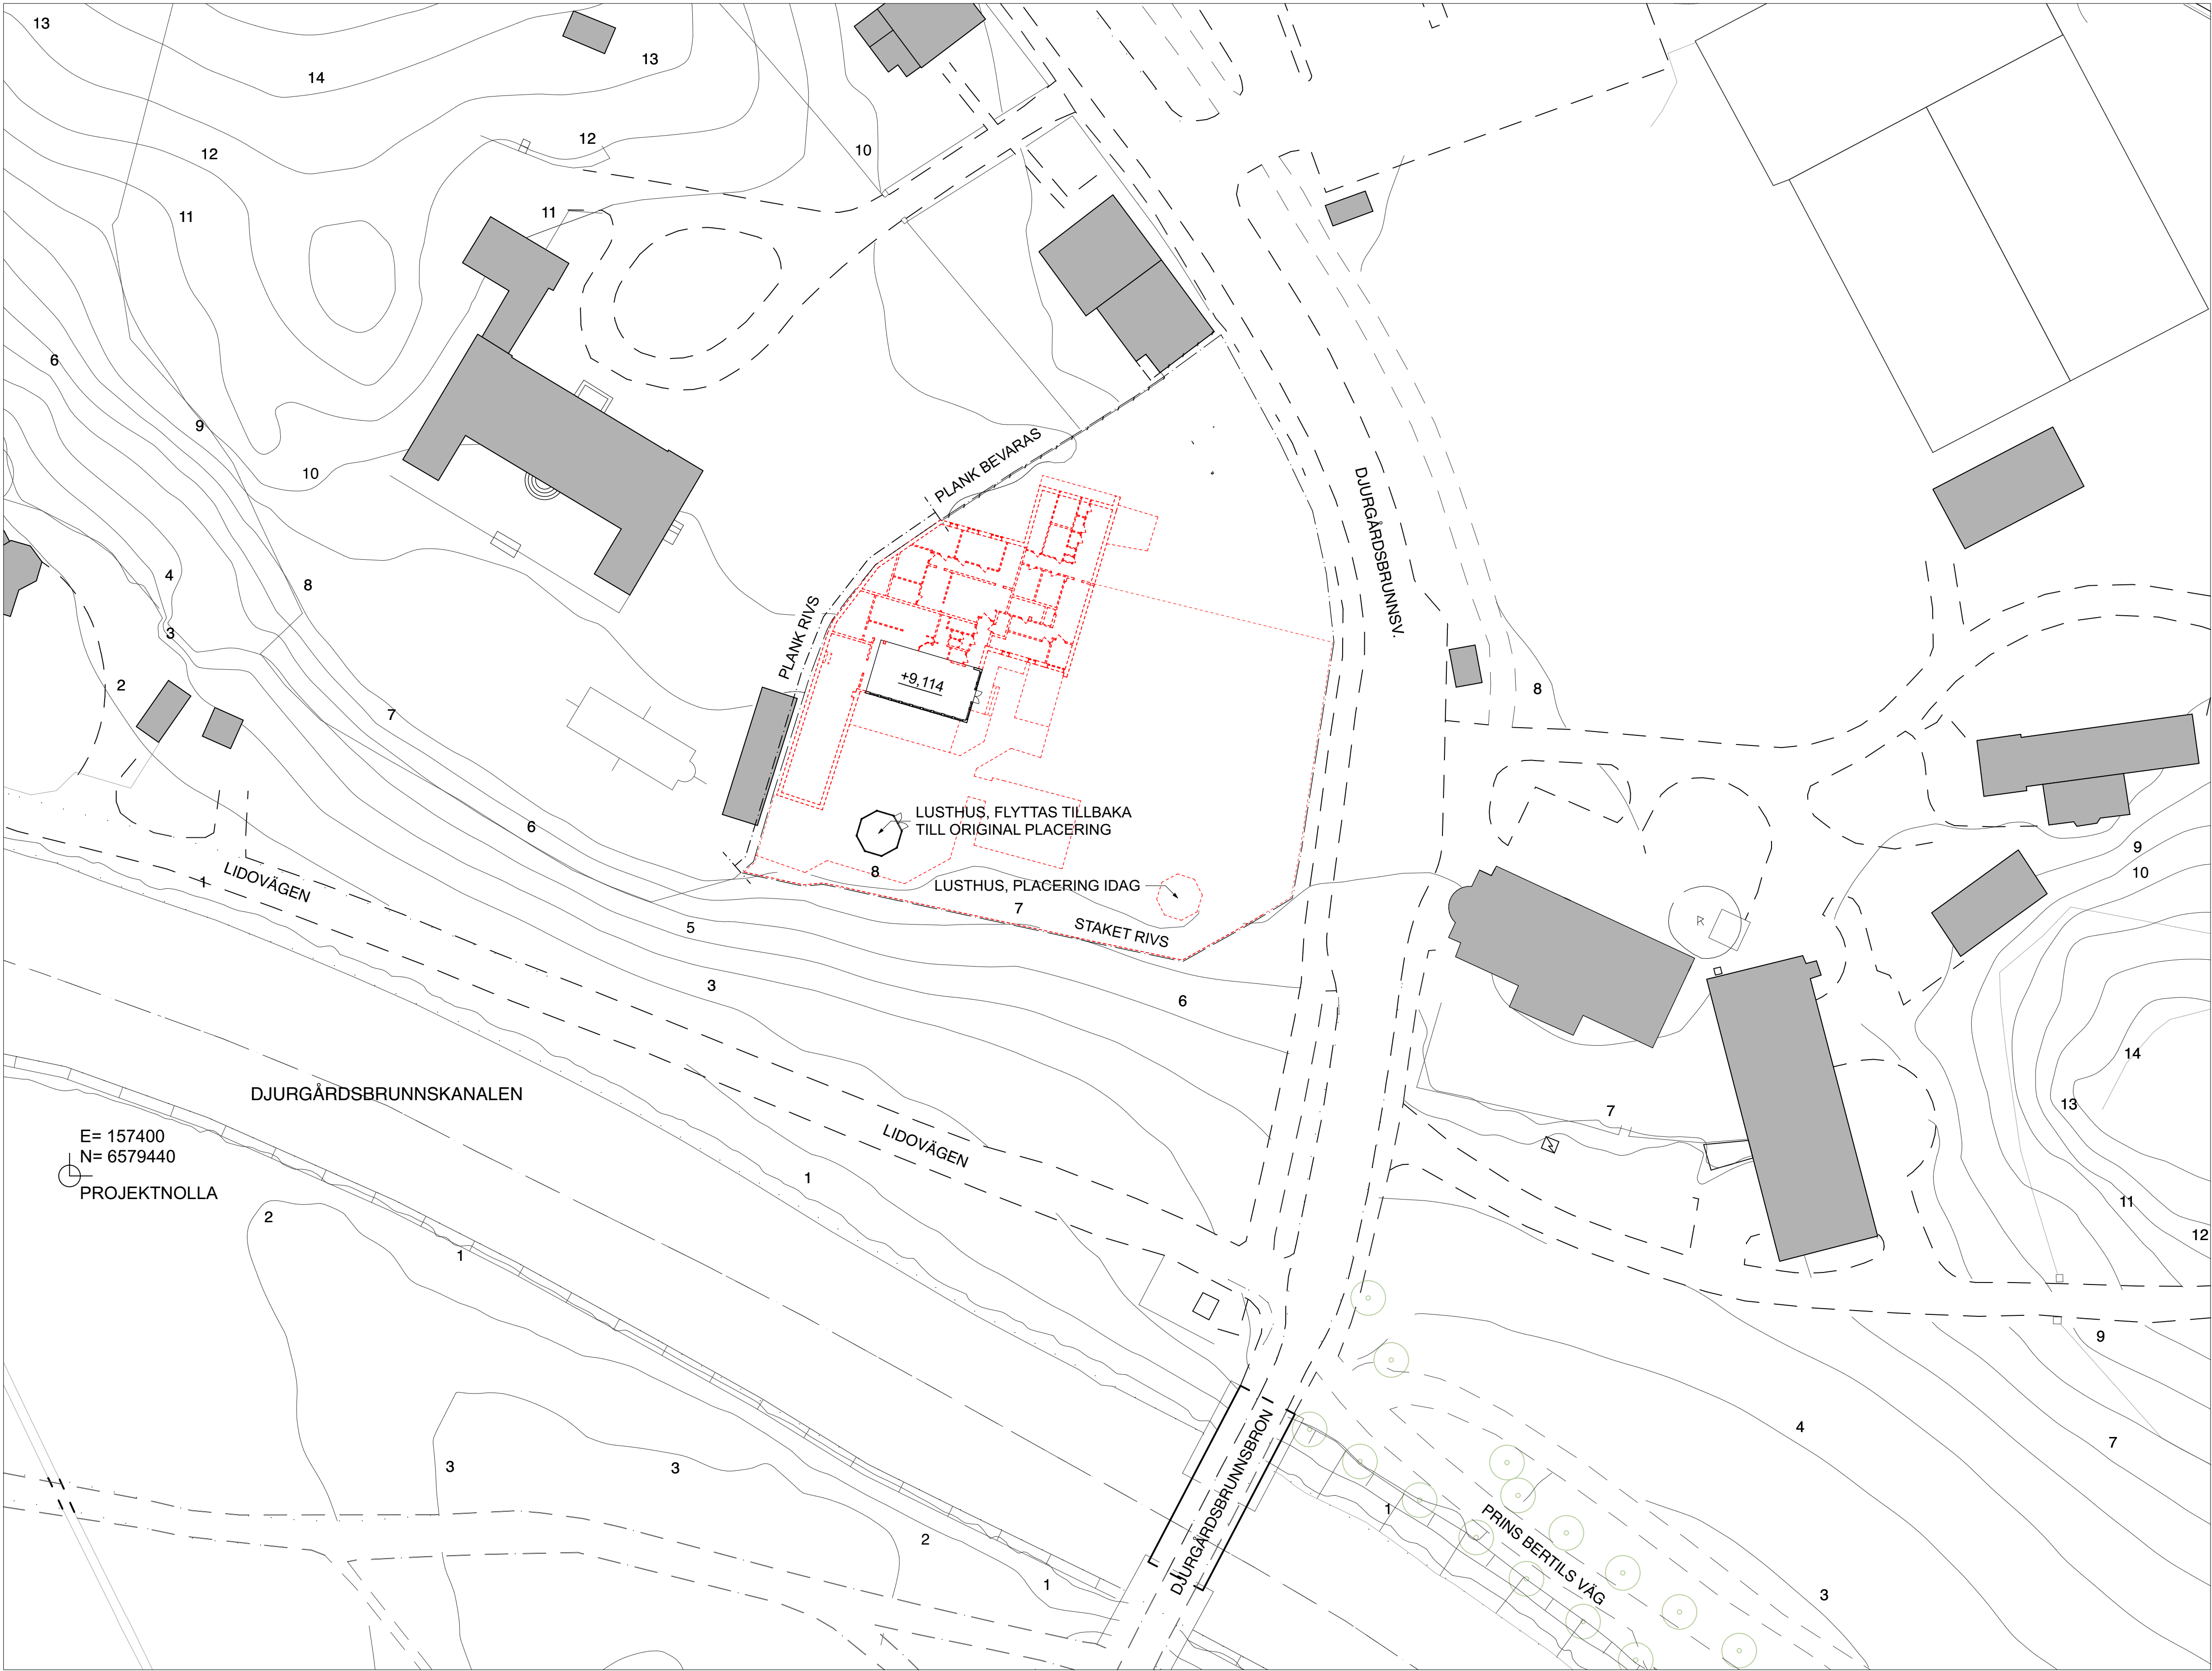 13
13
14
12
12
10
11
11
PLANK BEVARAS
DJURGÅRDSBRUNNSV.
6
9
10
4
8
PLANK RIVS
3
+9,114
2
8
7
6
LUSTHUS, FLYTTAS TILLBAKA
TILL ORIGINAL PLACERING
9
8
10
LIDOVÄGEN
1
LUSTHUS, PLACERING IDAG
7
R
5
STAKET RIVS
3
6
14
DJURGÅRDSBRUNNSKANALEN
13
7
E= 157400
N= 6579440
PROJEKTNOLLA
LIDOVÄGEN
1
11
2
12
1
9
4
7
3
3
DJURGÅRDSBRUNNSBRON
1
PRINS BERTILS VÄG
2
1
3